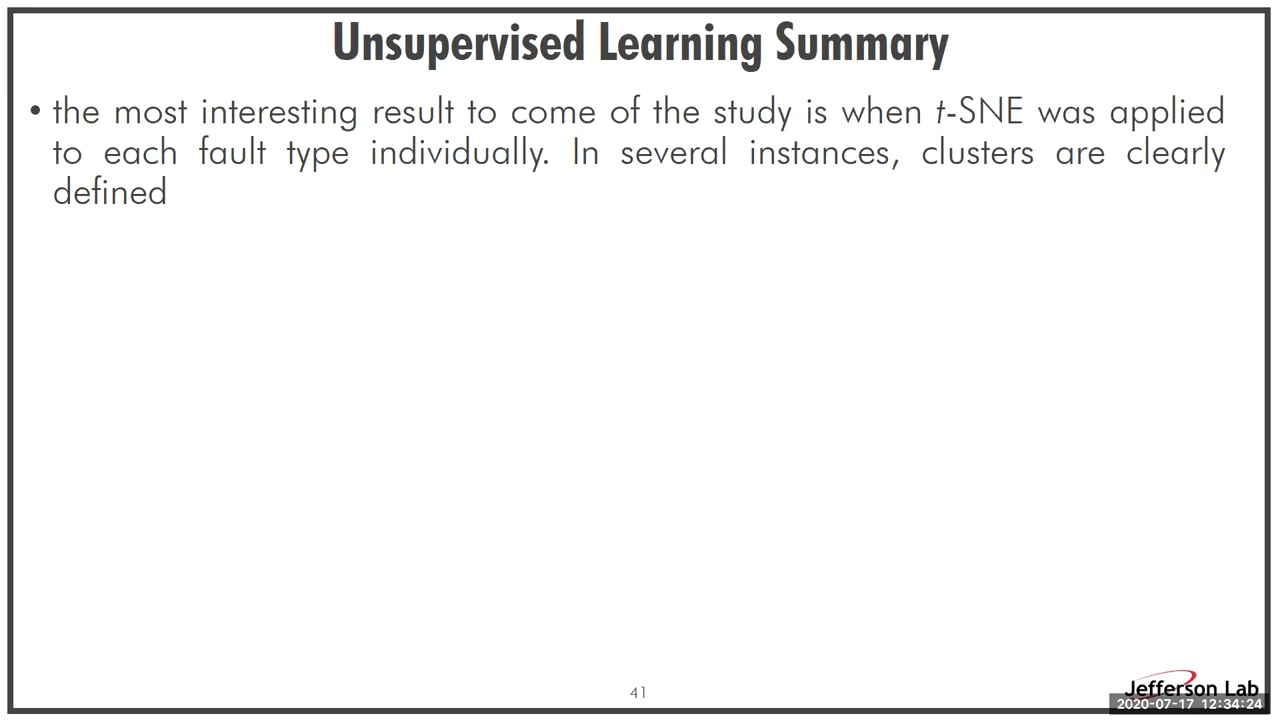 Unsupervised Learning Summary
• the most interesting result to come of the study is when t-SNE was applied
to each fault type individually. In several instances, clusters are clearly
defined
41
Jefferson Lab
2020-07-17 12:34:24